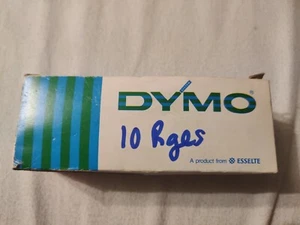 DYMO®
10 Rges
A product from ESSELTE